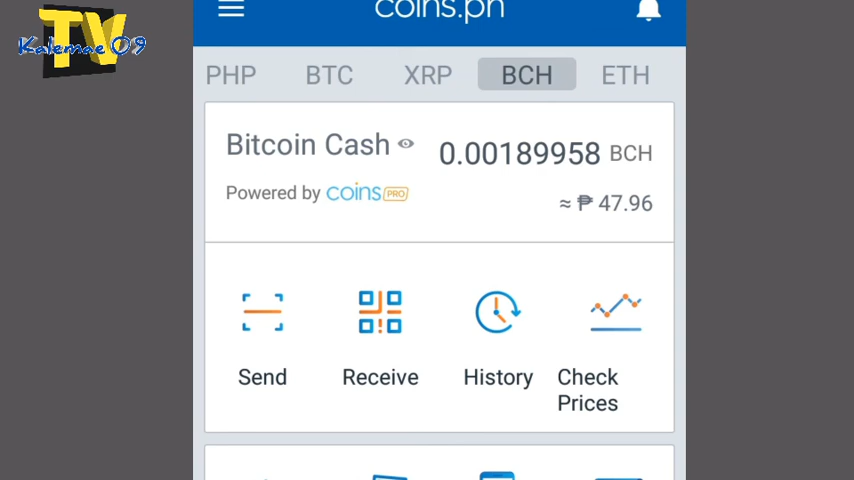 TV
Kalemae 09
coins.ph
PHP BTC XRP BCH ETH
Bitcoin Cash 0.00189958 BCH
Powered by coins PRO
≈ ₱ 47.96
Send Receive History Check Prices